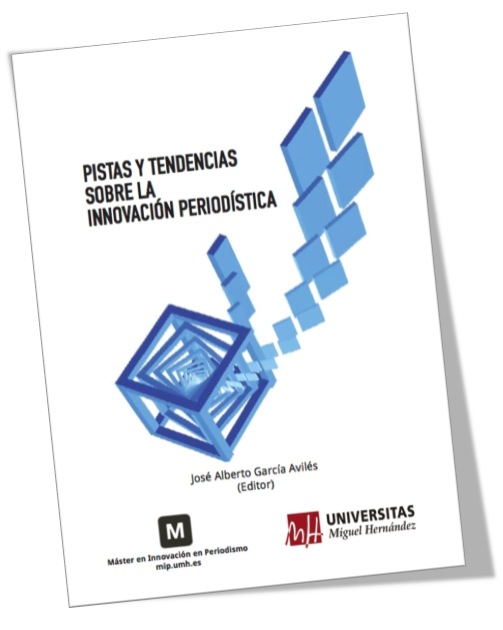 PISTAS Y TENDENCIAS
SOBRE LA
INNOVACIÓN PERIODÍSTICA
José Alberto García Avilés
(Editor)
M
Máster en Innovación en Periodismo
mip.umh.es
MH
UNIVERSITAS
Miguel Hernández